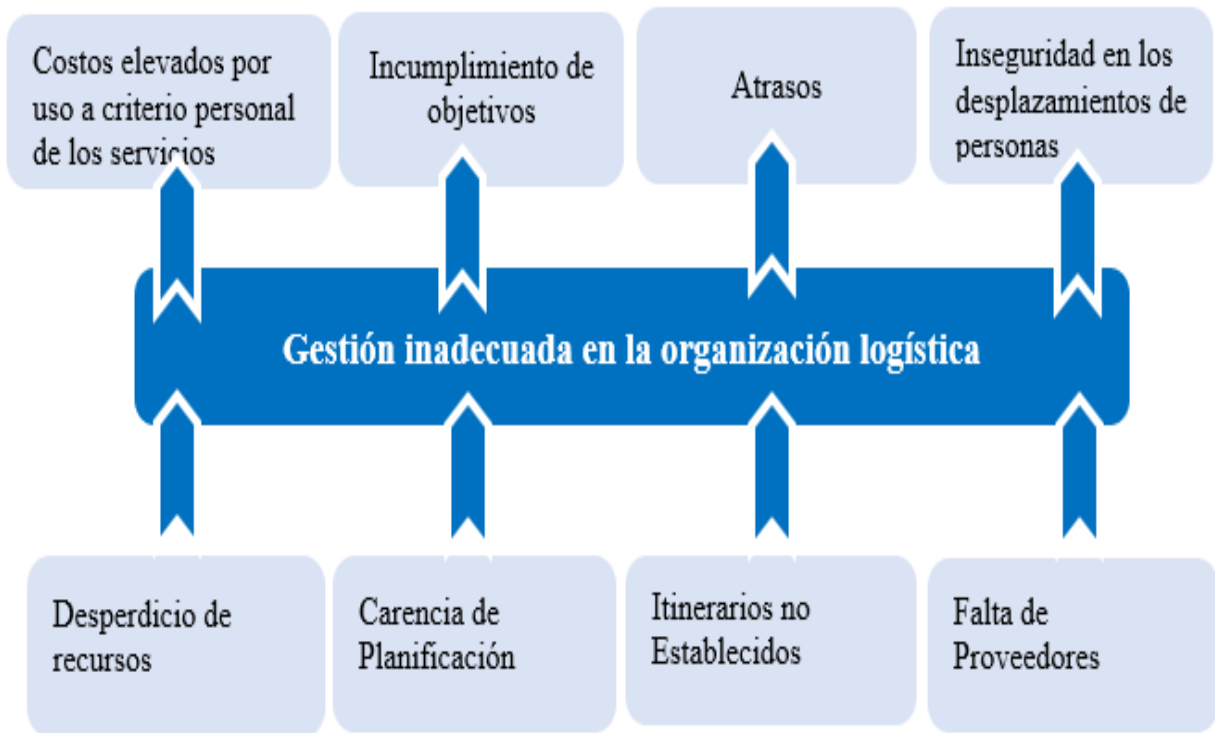 Costos elevados por
uso a criterio personal
de los servicios
Incumplimiento de
objetivos
Atrasos
Inseguridad en los
desplazamientos de
personas
Gestión inadecuada en la organización logística
Desperdicio de
recursos
Carencia de
Planificación
Itinerarios no
Establecidos
Falta de
Proveedores